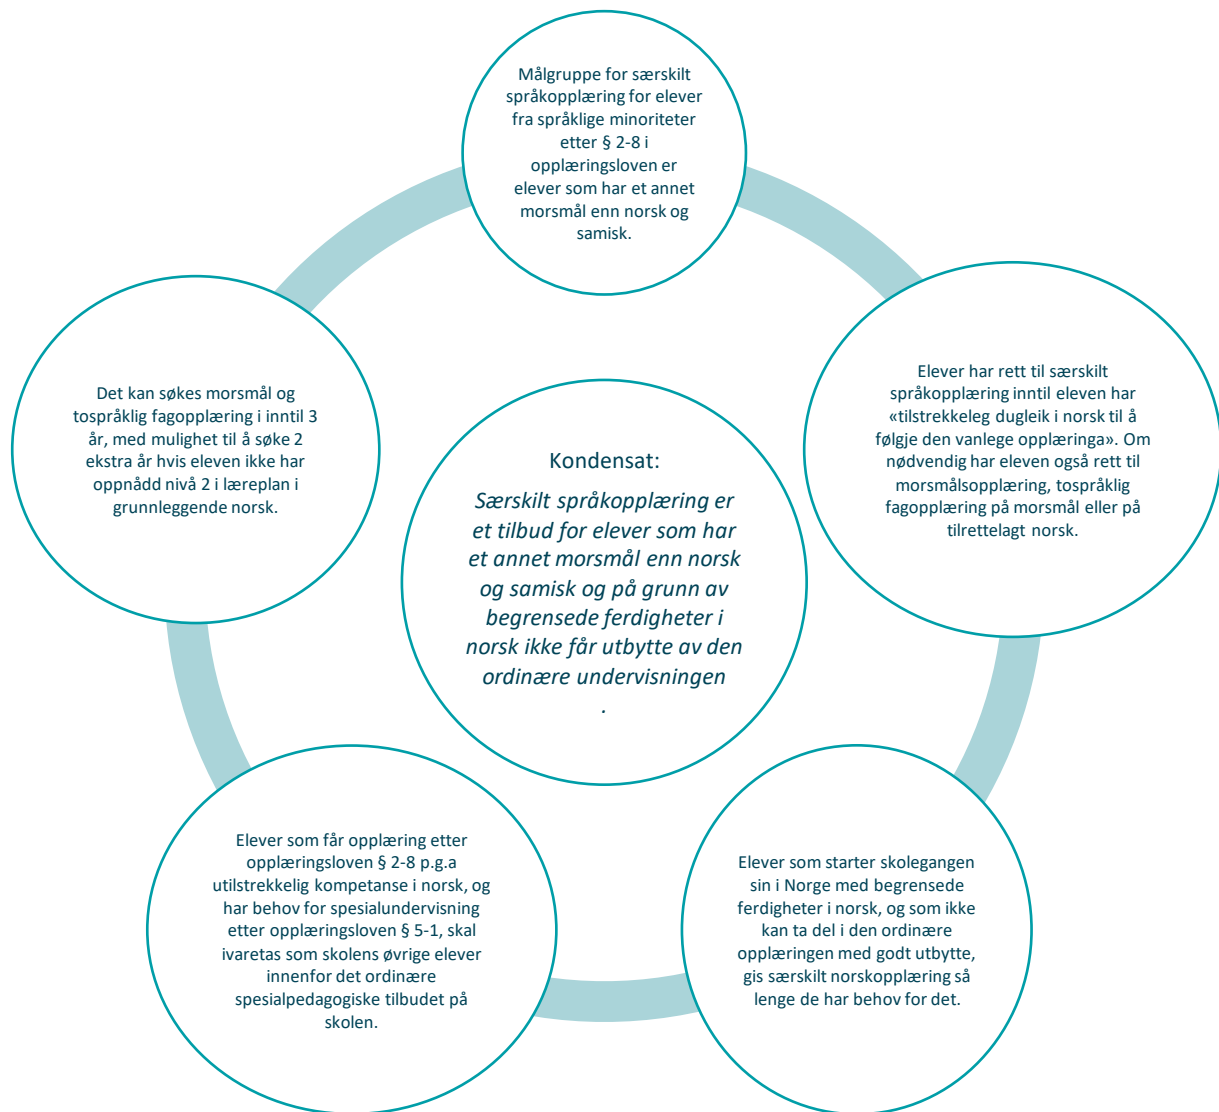 Målgruppe for særskilt
språkopplæring for elever
fra språklige minoriteter
etter § 2-8 i
opplæringsloven er
elever som har et annet
morsmål enn norsk og
samisk.
Elever har rett til særskilt
språkopplæring inntil eleven har
«tilstrekkeleg dugleik i norsk til å
følgje den vanlege opplæringa». Om
nødvendig har eleven også rett til
morsmålsopplæring, tospråklig
fagopplæring på morsmål eller på
tilrettelagt norsk.
Elever som starter skolegangen
sin i Norge med begrensede
ferdigheter i norsk, og som ikke
kan ta del i den ordinære
opplæringen med godt utbytte,
gis særskilt norskopplæring så
lenge de har behov for det.
Elever som får opplæring etter
opplæringsloven § 2-8 p.g.a
utilstrekkelig kompetanse i norsk, og
har behov for spesialundervisning
etter opplæringsloven § 5-1, skal
ivaretas som skolens øvrige elever
innenfor det ordinære
spesialpedagogiske tilbudet på
skolen.
Det kan søkes morsmål og
tospråklig fagopplæring i inntil 3
år, med mulighet til å søke 2
ekstra år hvis eleven ikke har
oppnådd nivå 2 i læreplan i
grunnleggende norsk.
Kondensat:
Særskilt språkopplæring er
et tilbud for elever som har
et annet morsmål enn norsk
og samisk og på grunn av
begrensede ferdigheter i
norsk ikke får utbytte av den
ordinære undervisningen
.